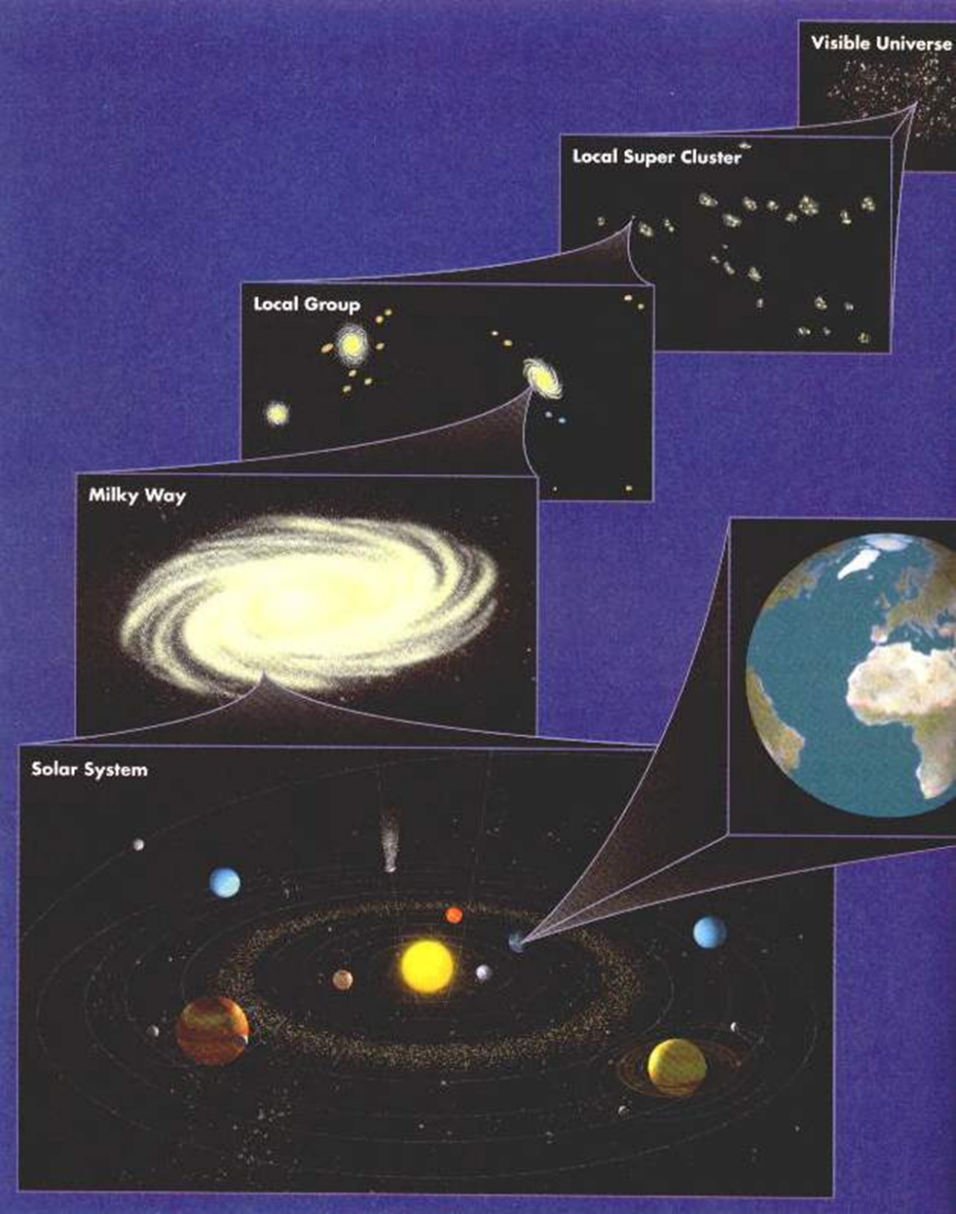 Visible Universe
Local Super Cluster
Local Group
Milky Way
Solar System